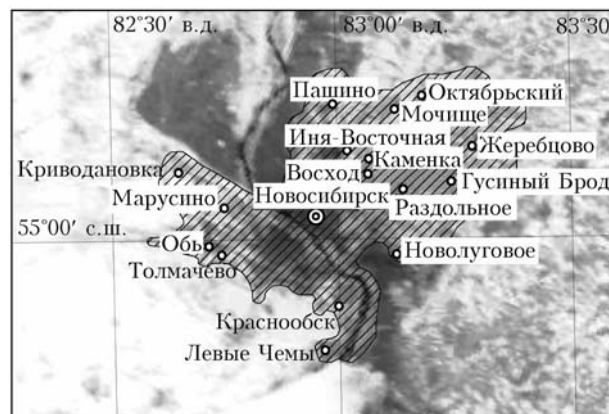 82°30′ в.д.
83°00′ в.д.
83°30′
Пашино
Октябрьский
Мочище
Иня-Восточная
Жеребцово
Каменка
Криводановка
Восход
Гусиный Брод
Марусино
Новосибирск
Раздольное
55°00′ с.ш.
Обь
Новолуговое
Толмачёво
Краснообск
Левые Чемы